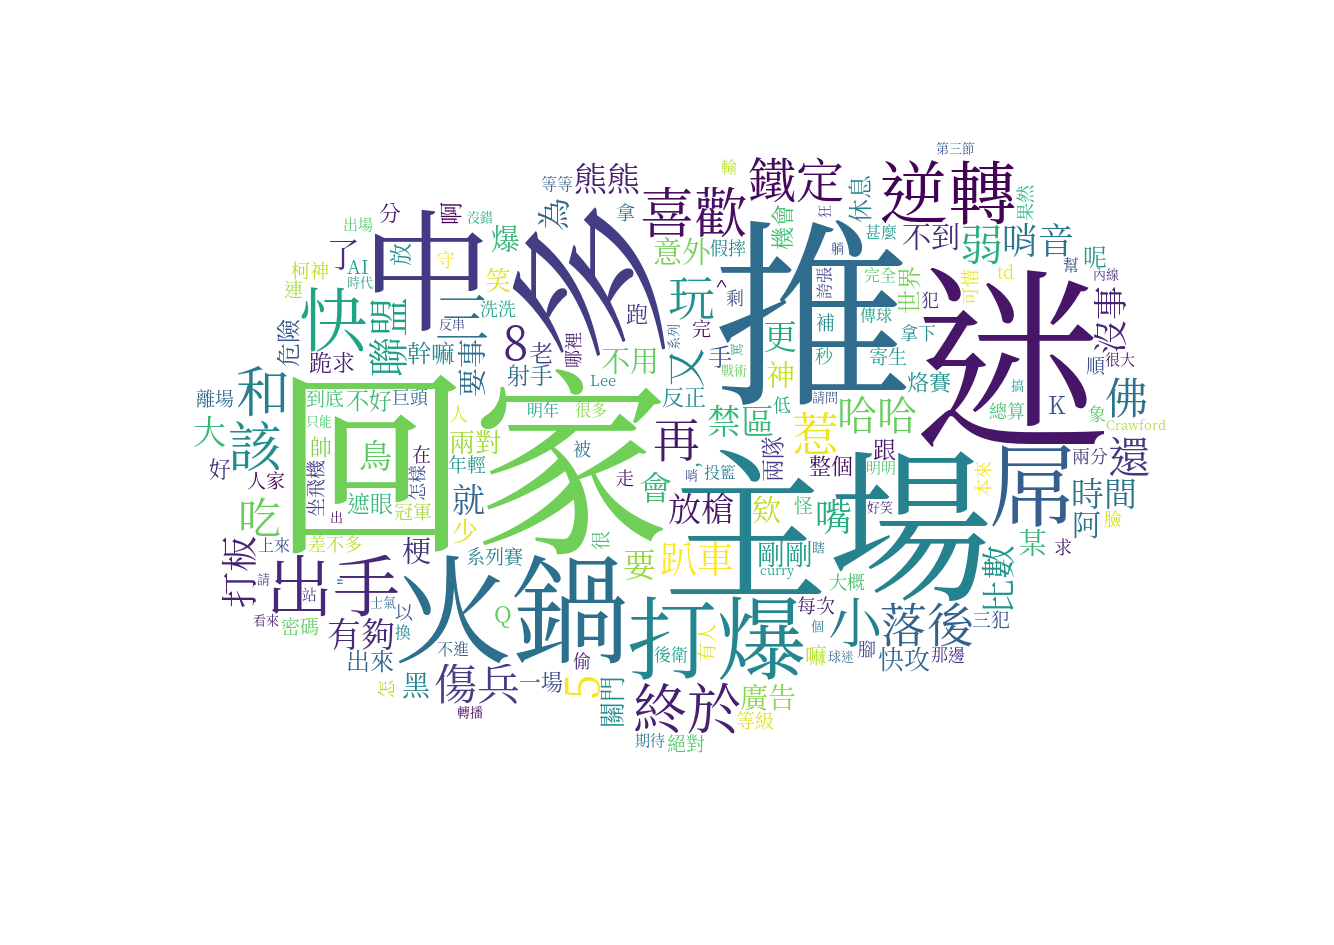 第三節
輸
鐵定
逆轉
等等
熊熊
喜歡
休息
果然
出場
分
啊
沒錯
為
拿
機會
狂
甚麼
不到
弱
哨音
了
中
放
爆
多
意外
假摔
推
躺
呢
幫
內線
柯神
AI
守
笑
玩
^
誇張
完全
世界
可惜
td
迷
連
時代
快
三
洗洗
跑
剩
犯
沒事
聯盟
反串
8
哪裡
系列
完
更
補
傳球
拿下
危險
跪求
幹嘛
要事
老
不用
又
手
罵
戰術
秒
寄生
順
很大
射手
Lee
反正
神
請問
烙賽
搞
離場
和
到底
不好
巨頭
人
明年
很多
低
總算
K
象
佛
Crawford
只能
回家
禁區
惹
哈哈
大
該
帥
鳥
兩對
再
被
兩隊
跟
屌
兩分
還
好
人家
坐飛機
在
怎樣
年輕
走
會
哨
投籃
整個
明明
本來
時間
臉
吃
遮眼
冠軍
就
放槍
主場
欸
怪
嘴
好笑
阿
某
求
出
少
很
上來
差不多
梗
系列賽
要
趴車
剛剛
curry
瞎
大概
比數
打板
請
出手
站
士氣
以
火鍋
打爆
每次
個
小
落後
三犯
看來
密碼
有夠
換
Q
不進
偷
後衛
有人
嘛
球迷
腳
快攻
那邊
出來
怎
黑
傷兵
一場
5
關門
終於
廣告
轉播
等級
期待
絕對